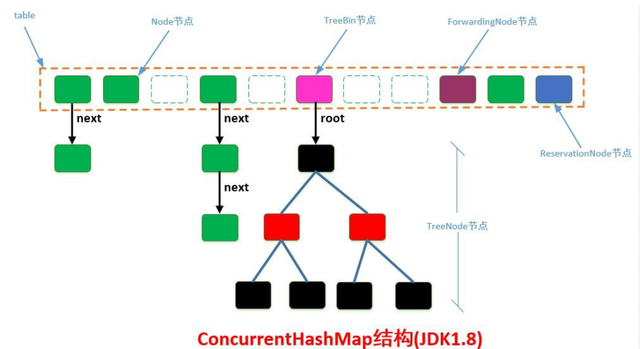 table
Node节点
TreeBin节点
ForwardingNode节点
next
next
root
ReservationNode节点
next
TreeNode节点
ConcurrentHashMap结构(JDK1.8)